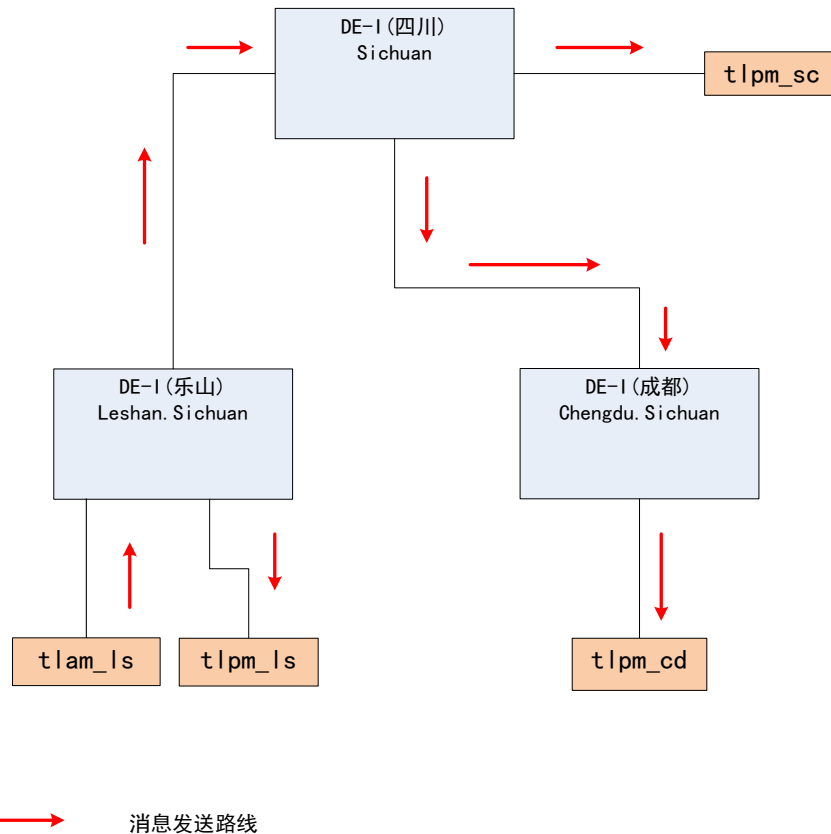 DE-I(四川)
Sichuan
tlpm_sc
DE-I(乐山)
Leshan.Sichuan
DE-I(成都)
Chengdu.Sichuan
tlam_ls
tlpm_ls
tlpm_cd
消息发送路线